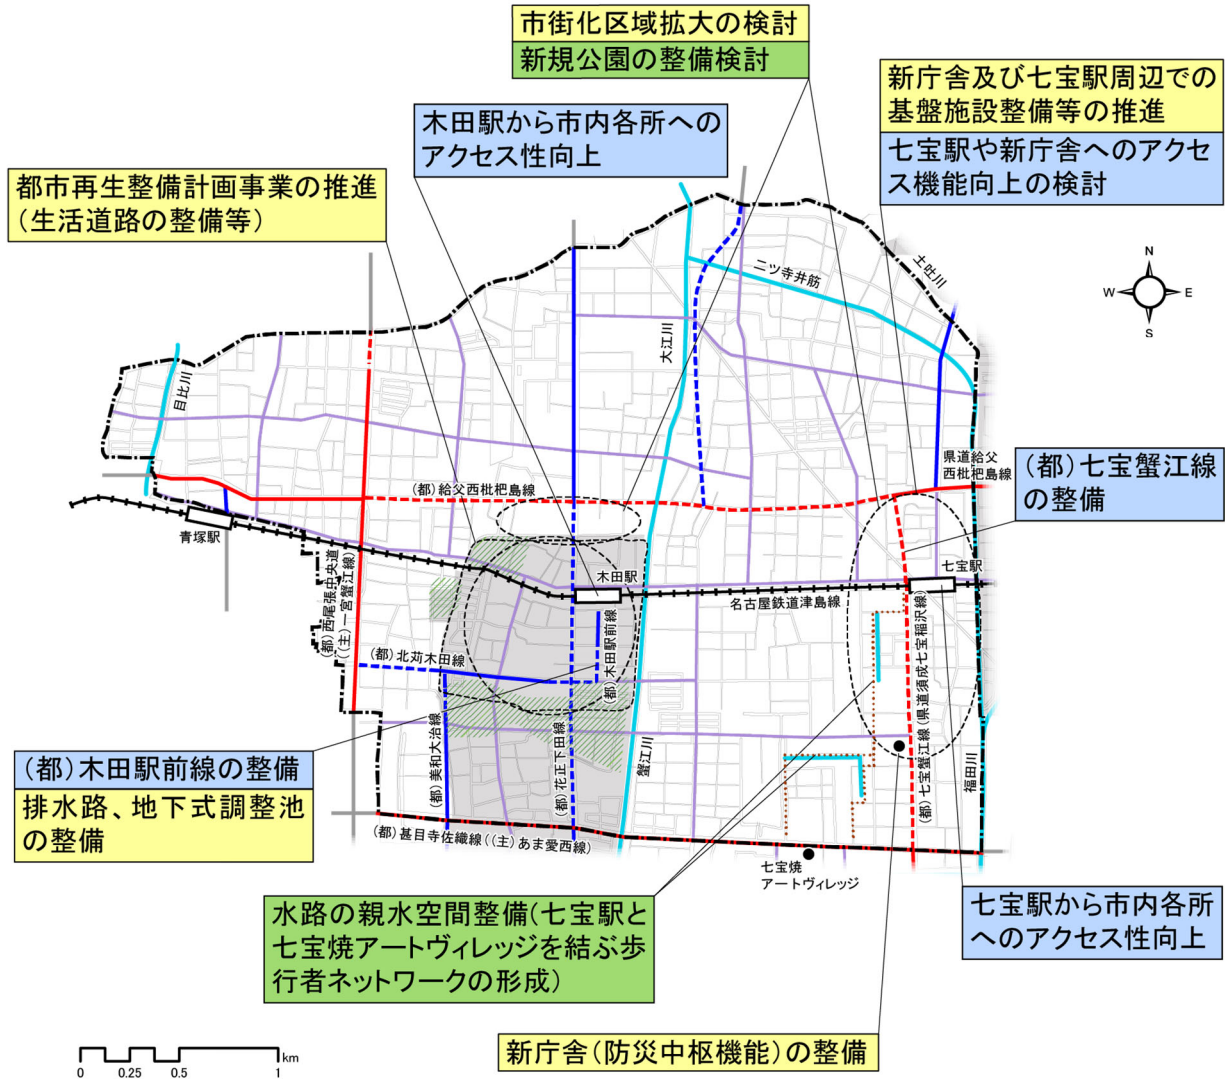 市街化区域拡大の検討
新規公園の整備検討
新庁舎及び七宝駅周辺での
基盤施設整備等の推進
七宝駅や新庁舎へのアクセ
ス機能向上の検討
木田駅から市内各所への
アクセス性向上
都市再生整備計画事業の推進
（生活道路の整備等）
N
W
E
S
土吐川
二ツ寺井筋
大江川
目比川
県道給父
西枇杷島線
（都）七宝蟹江線
の整備
（都）給父西枇杷島線
青塚駅
木田駅
七宝駅
名古屋鉄道津島線
（都）西尾張中央道
（（主）一宮蟹江線）
（都）北苅木田線
（都）木田駅前線
（都）七宝蟹江線（県道須成七宝稲沢線）
（都）美和大治線
（都）花正下田線
蟹江川
福田川
（都）木田駅前線の整備
排水路、地下式調整池
の整備
（都）甚目寺佐織線（（主）あま愛西線）
七宝焼
アートヴィレッジ
水路の親水空間整備（七宝駅と
七宝焼アートヴィレッジを結ぶ歩
行者ネットワークの形成）
七宝駅から市内各所
へのアクセス性向上
新庁舎（防災中枢機能）の整備
km
0 0.25 0.5 1